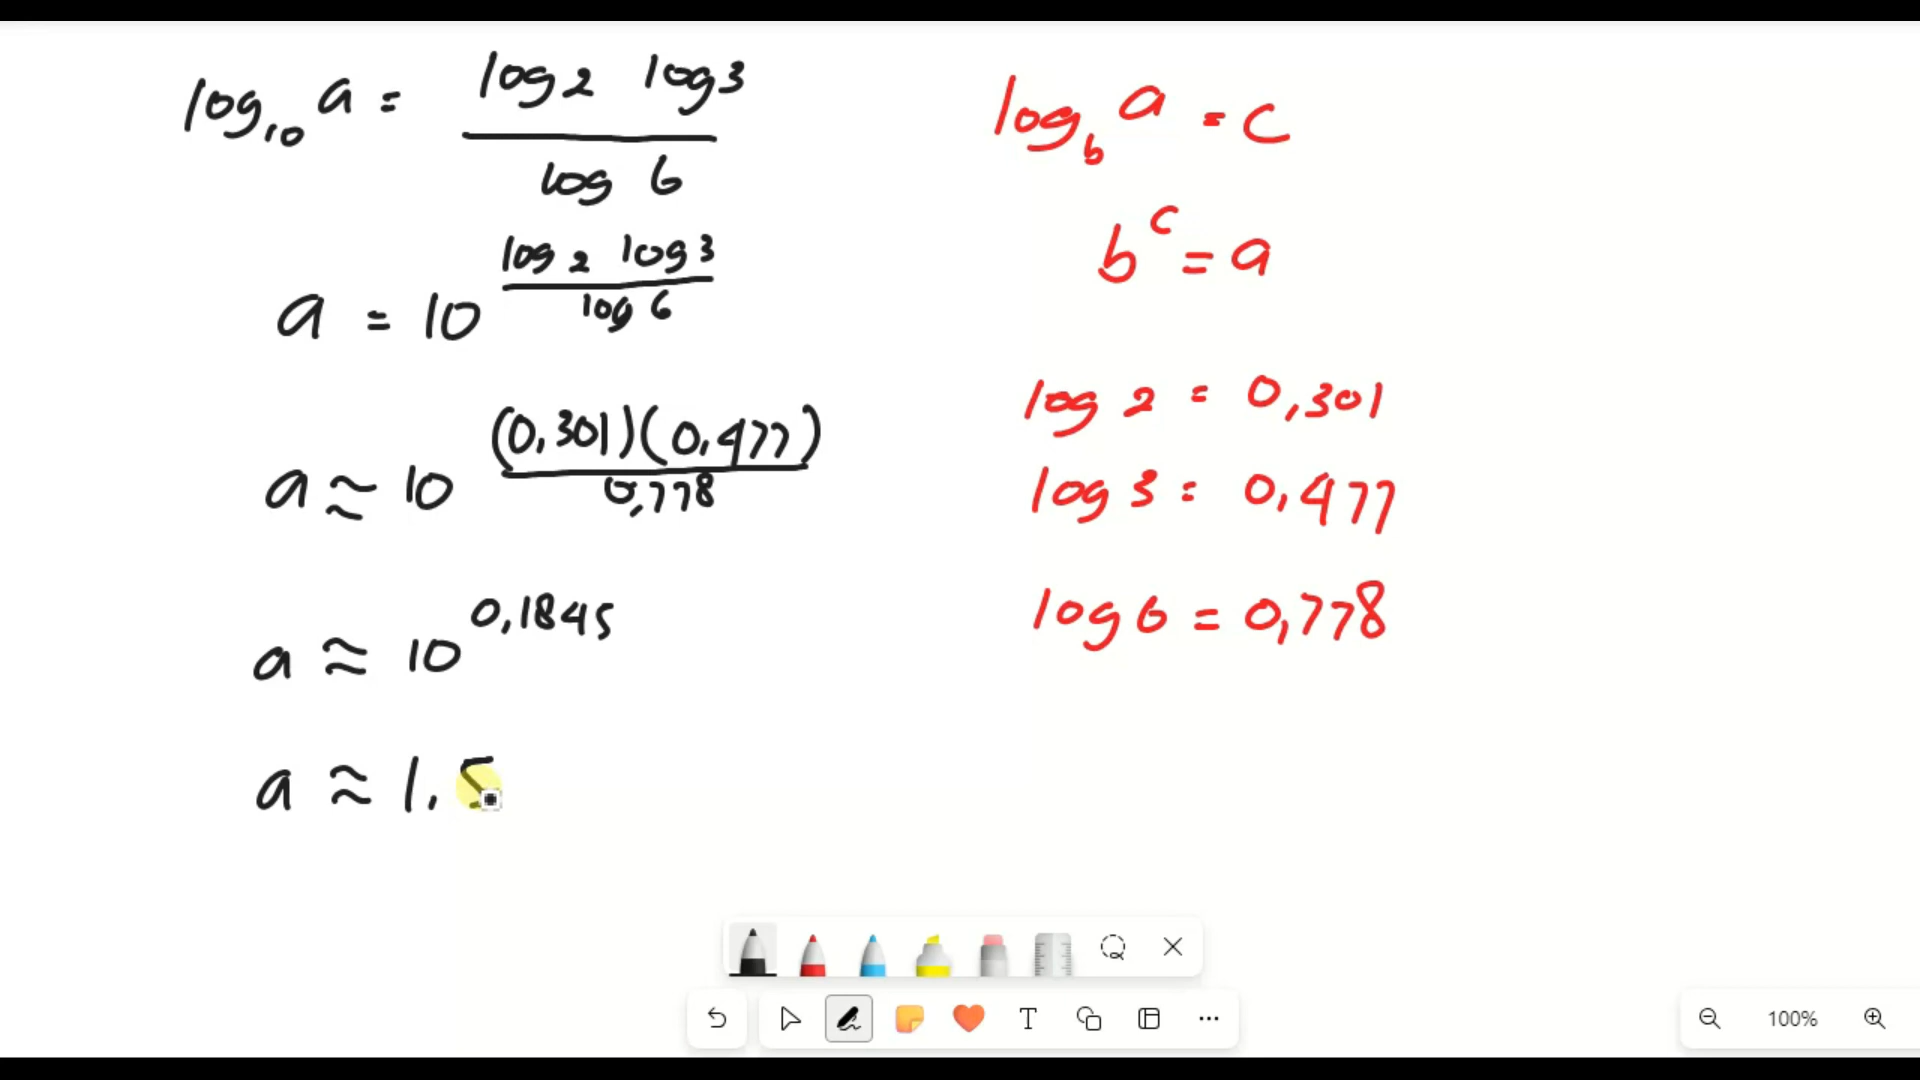 log₁₀ a = log 2 log 3
log 6
a = 10^(log 2 log 3
log 6)
a ≈ 10^((0,301)(0,477)
0,778)
a ≈ 10^0,1845
a ≈ 1.5
log_b a = c
b^c = a
log 2 = 0,301
log 3 = 0,477
log 6 = 0,778
T
100%